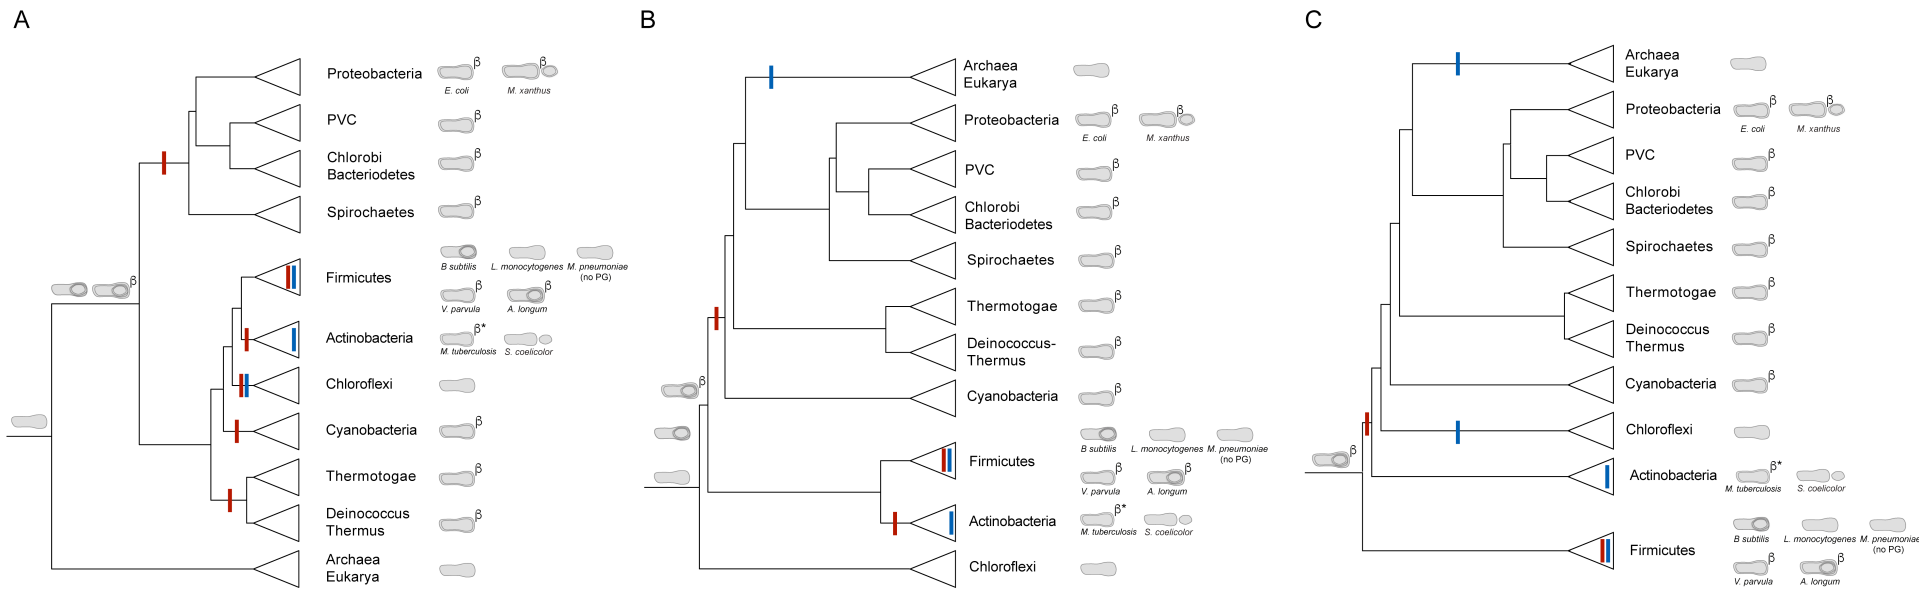 A
Proteobacteria
β
β
E. coli
M. xanthus
PVC
β
Chlorobi
Bacteriodetes
β
Spirochaetes
β
β
Firmicutes
B subtilis
L. monocytogenes
M. pneumoniae
(no PG)
β
β
V. parvula
A. longum
Actinobacteria
β*
M. tuberculosis
S. coelicolor
Chloroflexi
Cyanobacteria
β
Thermotogae
β
Deinococcus
Thermus
β
Archaea
Eukarya
B
Archaea
Eukarya
Proteobacteria
β
β
E. coli
M. xanthus
PVC
β
Chlorobi
Bacteriodetes
β
Spirochaetes
β
Thermotogae
β
Deinococcus-
Thermus
β
β
Cyanobacteria
β
Firmicutes
B subtilis
L. monocytogenes
M. pneumoniae
(no PG)
β
β
V. parvula
A. longum
Actinobacteria
β*
M. tuberculosis
S. coelicolor
Chloroflexi
C
Archaea
Eukarya
Proteobacteria
β
β
E. coli
M. xanthus
PVC
β
Chlorobi
Bacteriodetes
β
Spirochaetes
β
Thermotogae
β
Deinococcus
Thermus
β
Cyanobacteria
β
Chloroflexi
β
Actinobacteria
β*
M. tuberculosis
S. coelicolor
Firmicutes
B subtilis
L. monocytogenes
M. pneumoniae
(no PG)
β
β
V. parvula
A. longum